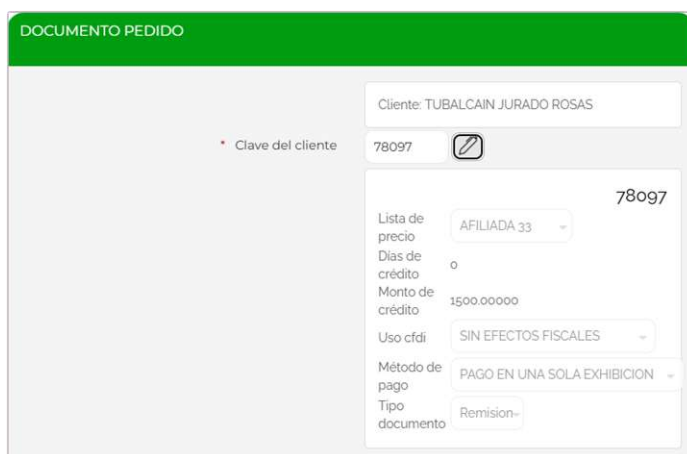 DOCUMENTO PEDIDO
Cliente: TUBALCAIN JURADO ROSAS
* Clave del cliente 78097
78097
Lista de precio AFILIADA 33
Días de crédito 0
Monto de crédito 1500.00000
Uso cfdi SIN EFECTOS FISCALES
Método de pago PAGO EN UNA SOLA EXHIBICION
Tipo documento Remision